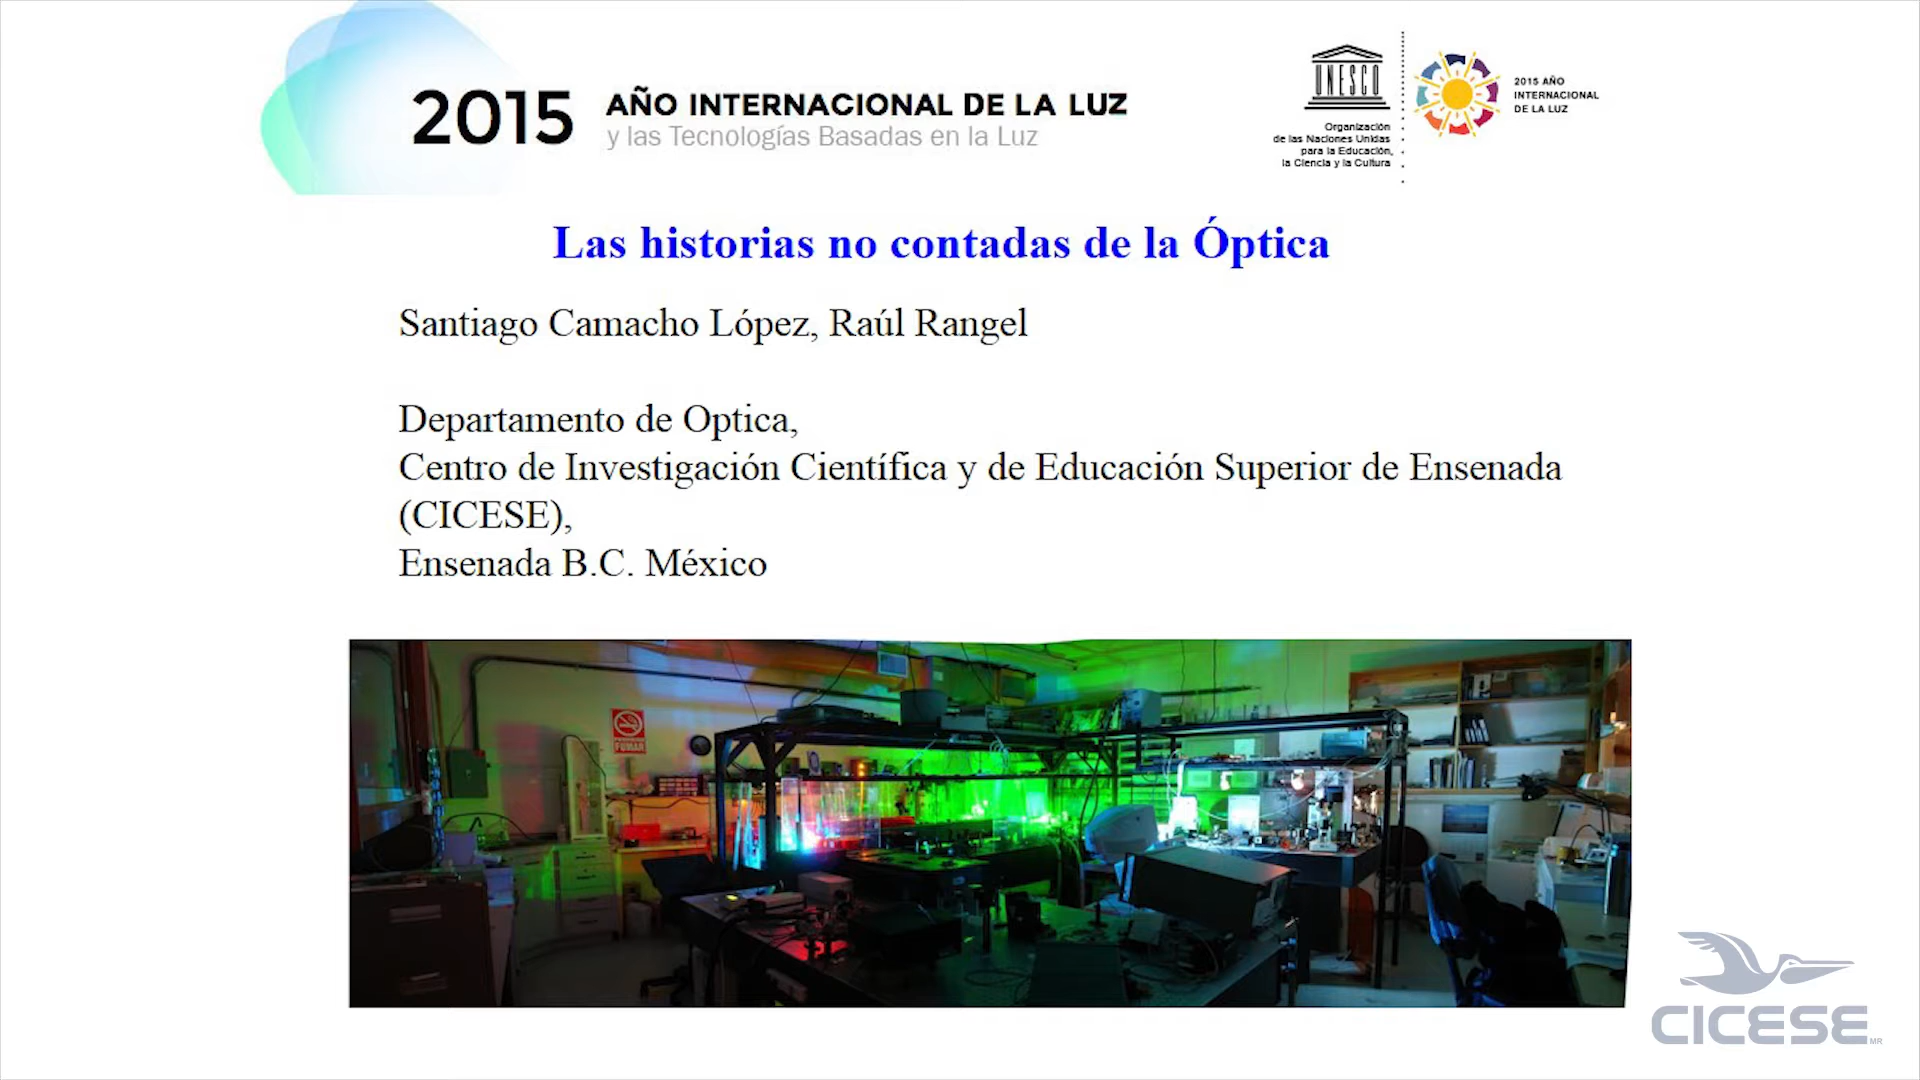 2015
AÑO INTERNACIONAL DE LA LUZ
y las Tecnologías Basadas en la Luz
UNESCO
Organización
de las Naciones Unidas
para la Educación,
la Ciencia y la Cultura
2015 AÑO
INTERNACIONAL
DE LA LUZ
Las historias no contadas de la Óptica
Santiago Camacho López, Raúl Rangel
Departamento de Optica,
Centro de Investigación Científica y de Educación Superior de Ensenada
(CICESE),
Ensenada B.C. México
FUMAR
CICESE MR